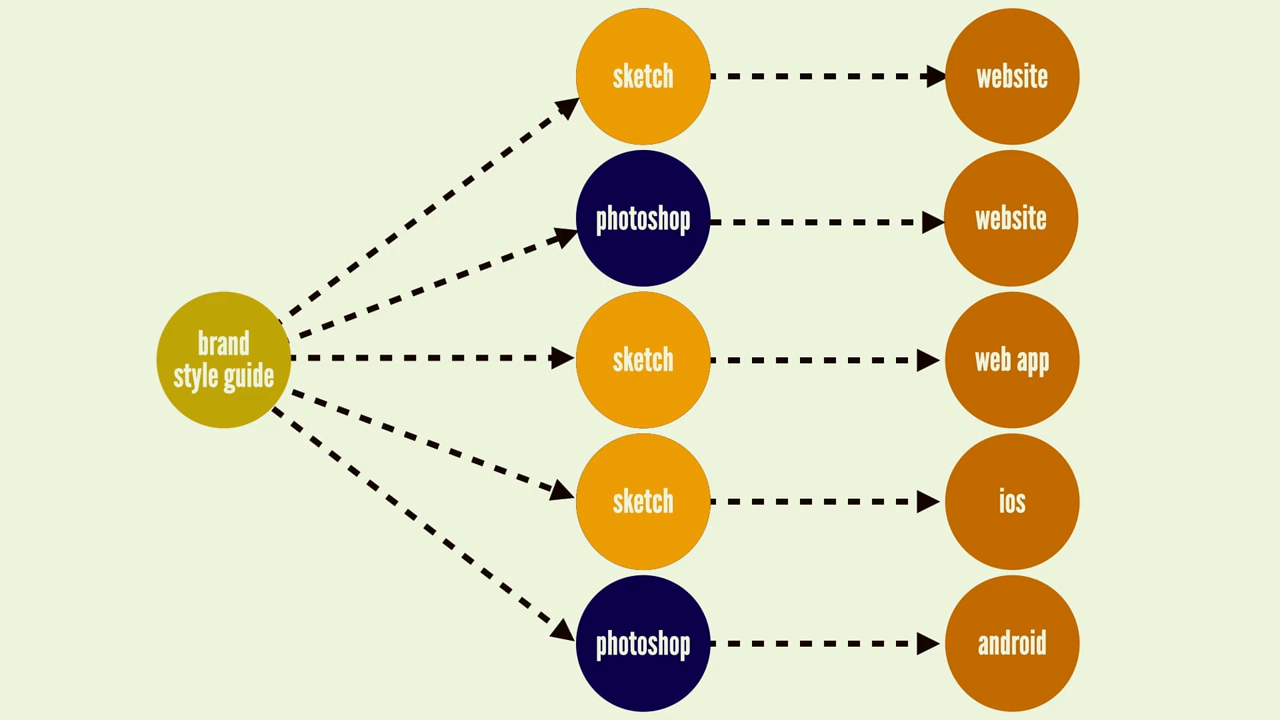 sketch
website
photoshop
website
brand
style guide
sketch
web app
sketch
ios
photoshop
android